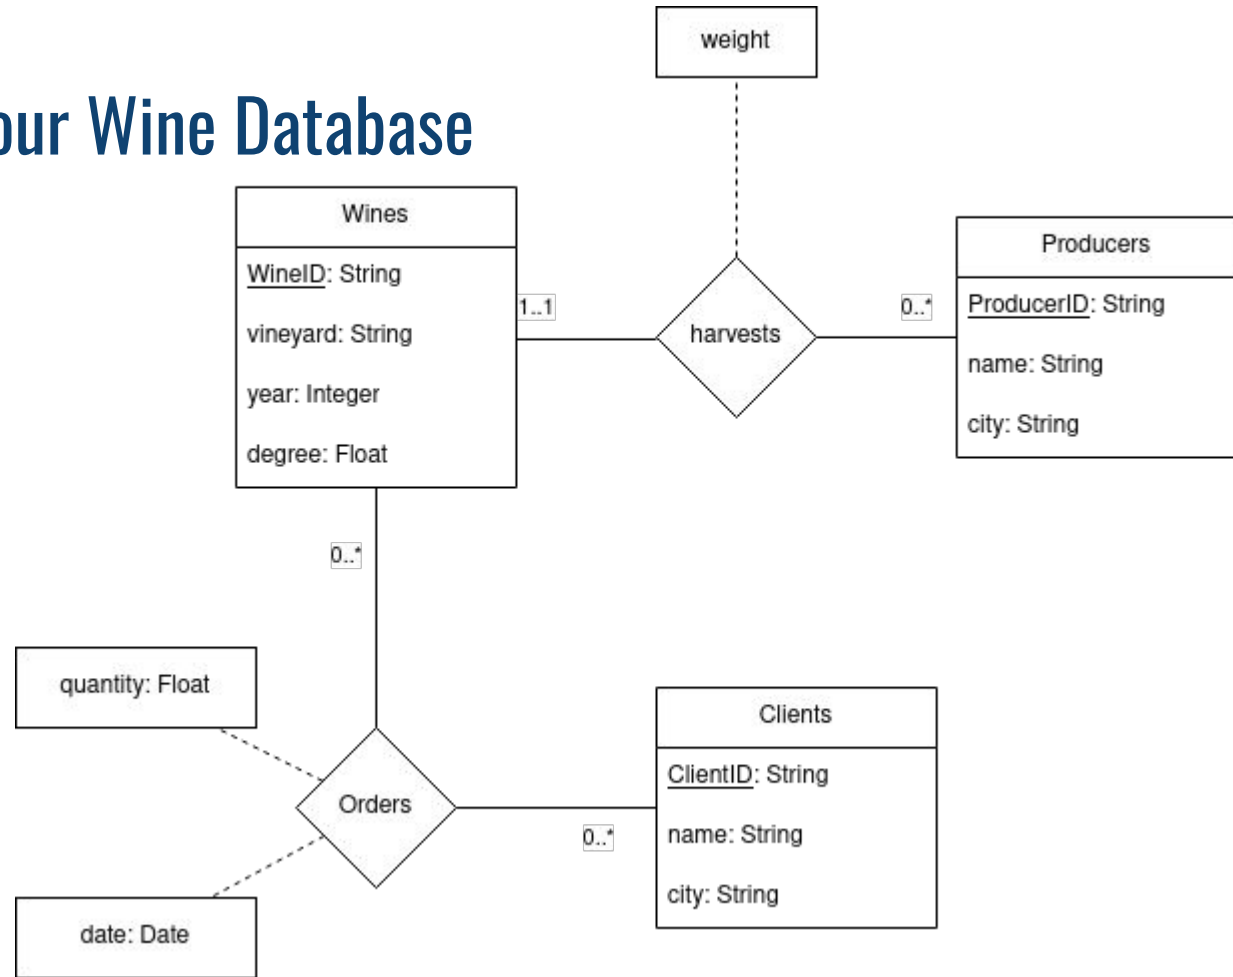 our Wine Database
weight
Wines
WineID: String
vineyard: String
year: Integer
degree: Float
1..1
harvests
0..*
Producers
ProducerID: String
name: String
city: String
0..*
quantity: Float
Orders
date: Date
0..*
Clients
ClientID: String
name: String
city: String